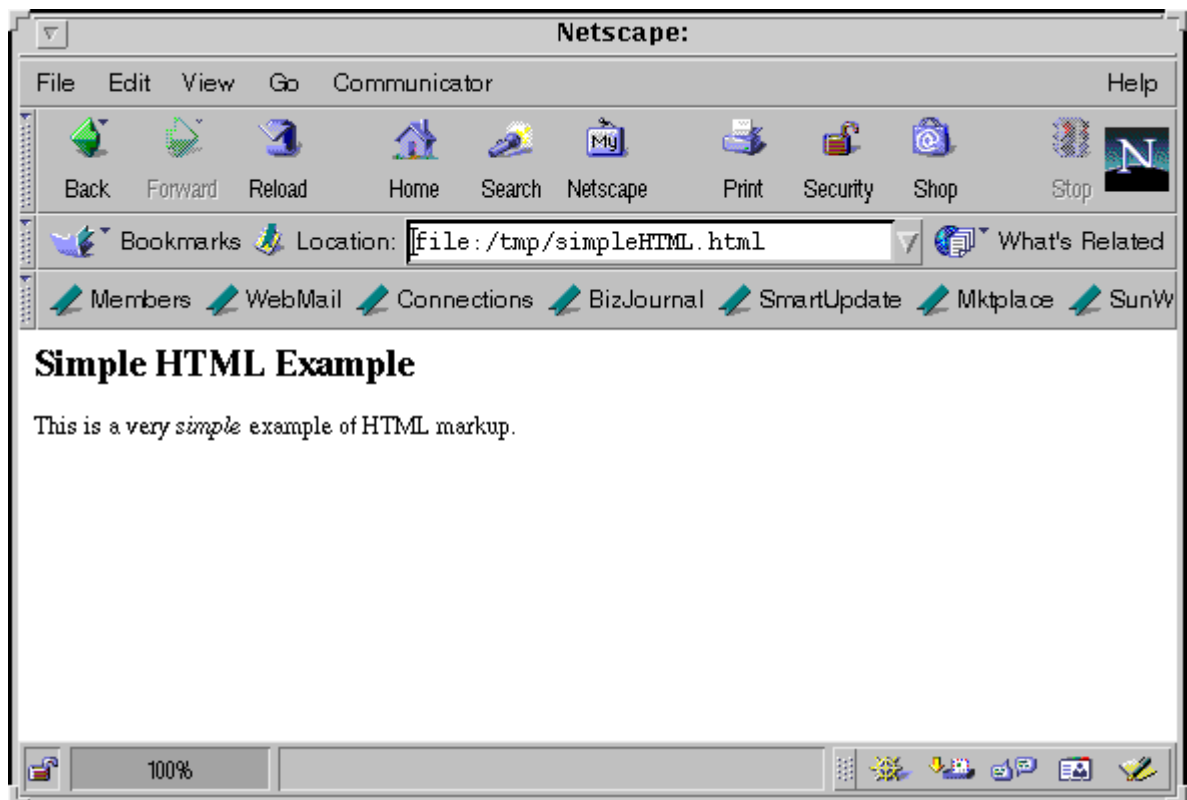 Netscape:
File Edit View Go Communicator Help
My N
Back Forward Reload Home Search Netscape Print Security Shop Stop
Bookmarks Location: file:/tmp/simpleHTML.html What's Related
Members WebMail Connections BizJournal SmartUpdate Mktplace SunW
Simple HTML Example
This is a very simple example of HTML markup.
100%